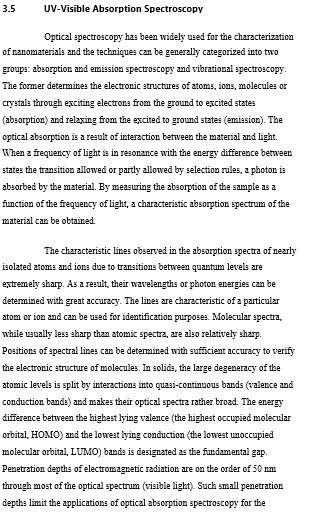 3.5 UV-Visible Absorption Spectroscopy
Optical spectroscopy has been widely used for the characterization
of nanomaterials and the techniques can be generally categorized into two
groups: absorption and emission spectroscopy and vibrational spectroscopy.
The former determines the electronic structures of atoms, ions, molecules or
crystals through exciting electrons from the ground to excited states
(absorption) and relaxing from the excited to ground states (emission). The
optical absorption is a result of interaction between the material and light.
When a frequency of light is in resonance with the energy difference between
states the transition allowed or partly allowed by selection rules, a photon is
absorbed by the material. By measuring the absorption of the sample as a
function of the frequency of light, a characteristic absorption spectrum of the
material can be obtained.
The characteristic lines observed in the absorption spectra of nearly
isolated atoms and ions due to transitions between quantum levels are
extremely sharp. As a result, their wavelengths or photon energies can be
determined with great accuracy. The lines are characteristic of a particular
atom or ion and can be used for identification purposes. Molecular spectra,
while usually less sharp than atomic spectra, are also relatively sharp.
Positions of spectral lines can be determined with sufficient accuracy to verify
the electronic structure of molecules. In solids, the large degeneracy of the
atomic levels is split by interactions into quasi-continuous bands (valence and
conduction bands) and makes their optical spectra rather broad. The energy
difference between the highest lying valence (the highest occupied molecular
orbital, HOMO) and the lowest lying conduction (the lowest unoccupied
molecular orbital, LUMO) bands is designated as the fundamental gap.
Penetration depths of electromagnetic radiation are on the order of 50 nm
through most of the optical spectrum (visible light). Such small penetration
depths limit the applications of optical absorption spectroscopy for the